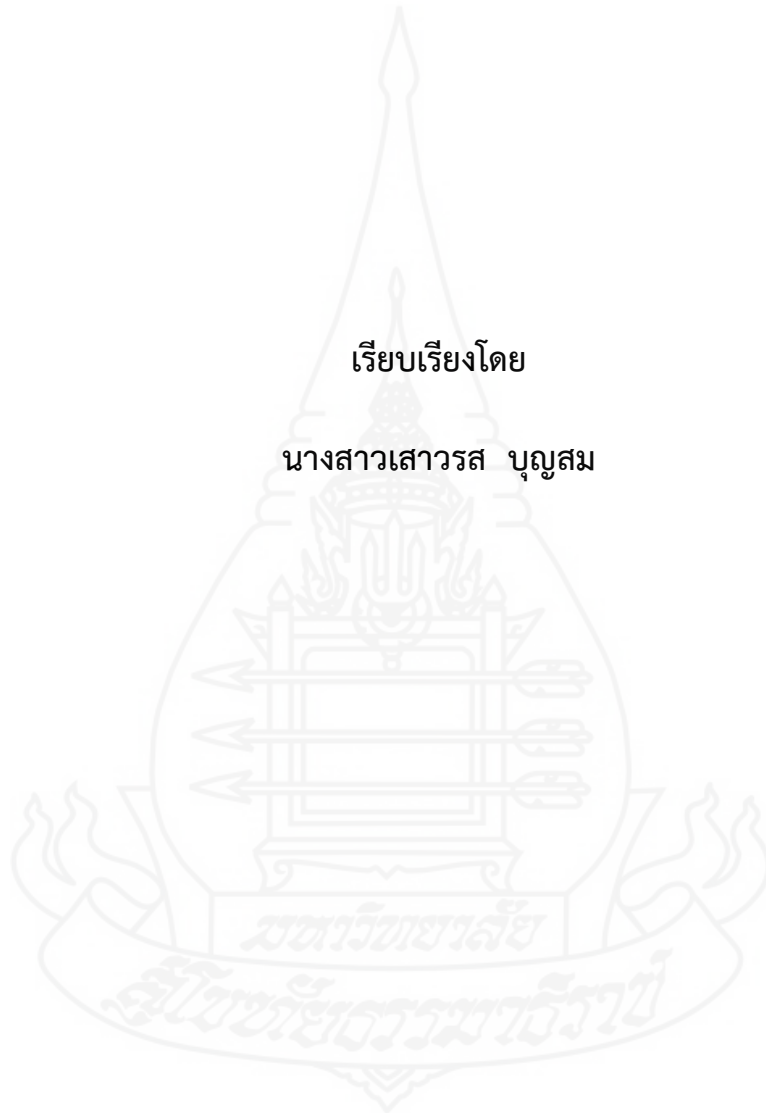 เรียบเรียงโดย
นางสาวเสาวรส บุญสม
มหาวิทยาลัย
สุโขทัยธรรมาธิราช